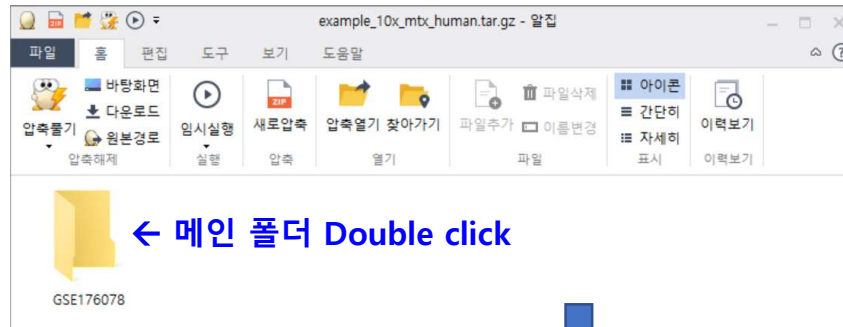 example_10x_mtx_human.tar.gz - 알집
파일 홈 편집 도구 보기 도움말
압축풀기 바탕화면 다운로드 원본경로
임시실행
ZIP
새로압축
압축열기 찾아가기
파일추가 파일삭제 이름변경
아이콘 간단히 자세히
이력보기
압축해제 실행 압축 열기 파일 표시 이력보기
← 메인 폴더 Double click
GSE176078